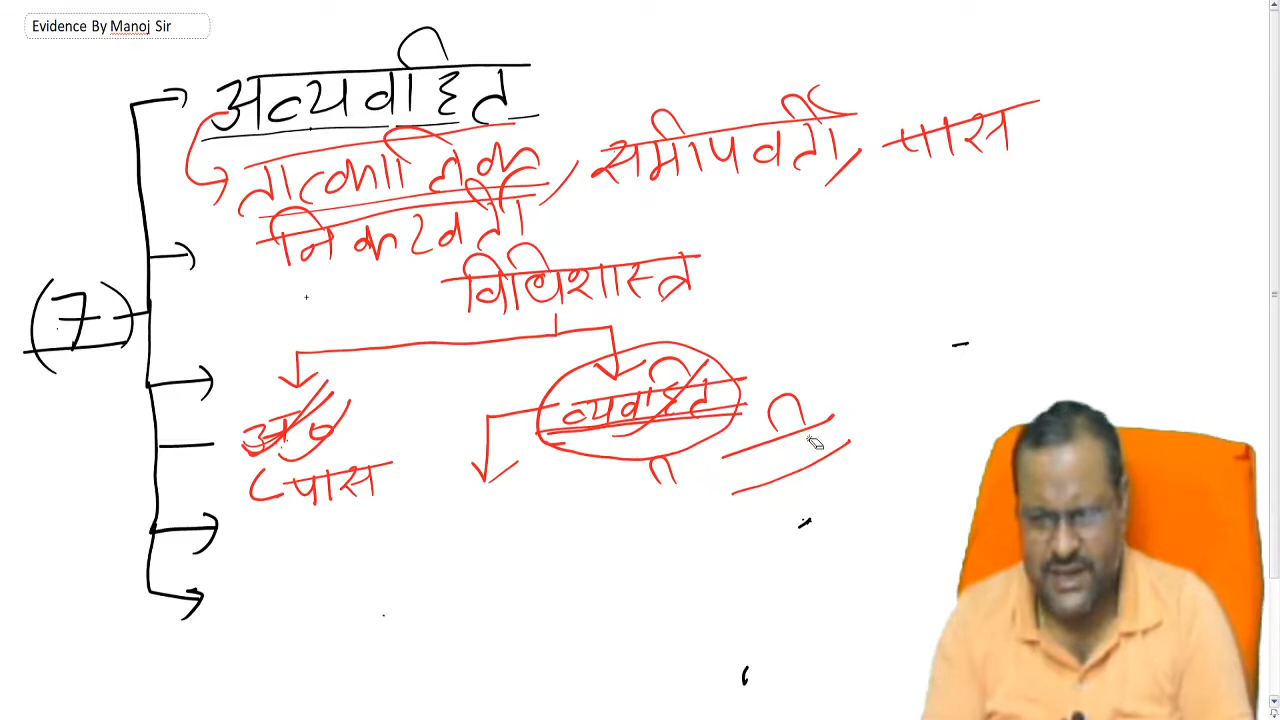 Evidence By Manoj Sir
अव्यवहित
तात्कालिक, समीपवर्ती, पास
निकटवर्ती
(7)
विधिशास्त्र
अव्य व्यवहित
पास